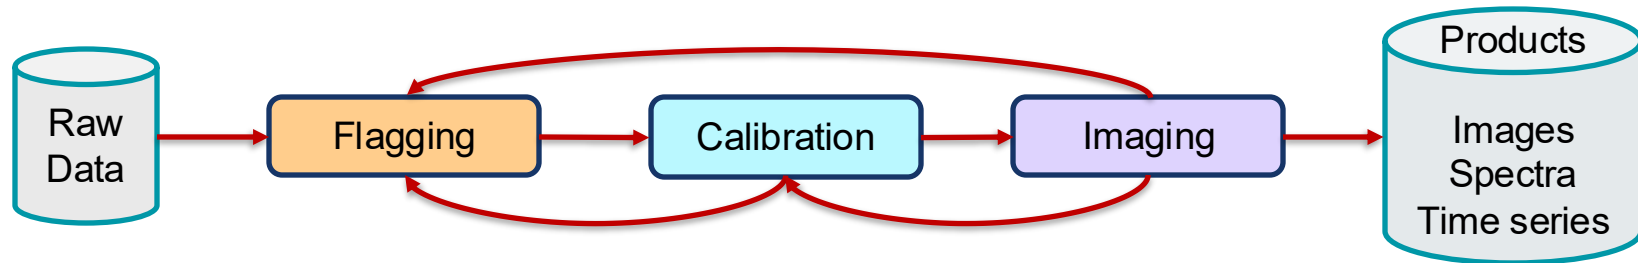 Raw
Data
Flagging
Calibration
Imaging
Products
Images
Spectra
Time series